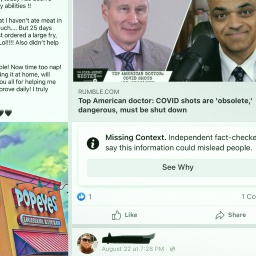 y abilities !!
at I haven't ate meat in
uch.... But 25 days
t ordered a large fry,
Lol!!!! Also didn't help
ble! Now time too nap!
ing it at home, will
ou all for helping me
prove daily! I truly
POPEYES
LOUISIANA KITCHEN
TOP AMERICAN DOCTOR:
COVID SHOTS
RUMBLE.COM
Top American doctor: COVID shots are 'obsolete,'
dangerous, must be shut down
Missing Context. Independent fact-checke
say this information could mislead people.
See Why
1
1 Co
Like
Share
August 22 at 7:28 PM ·